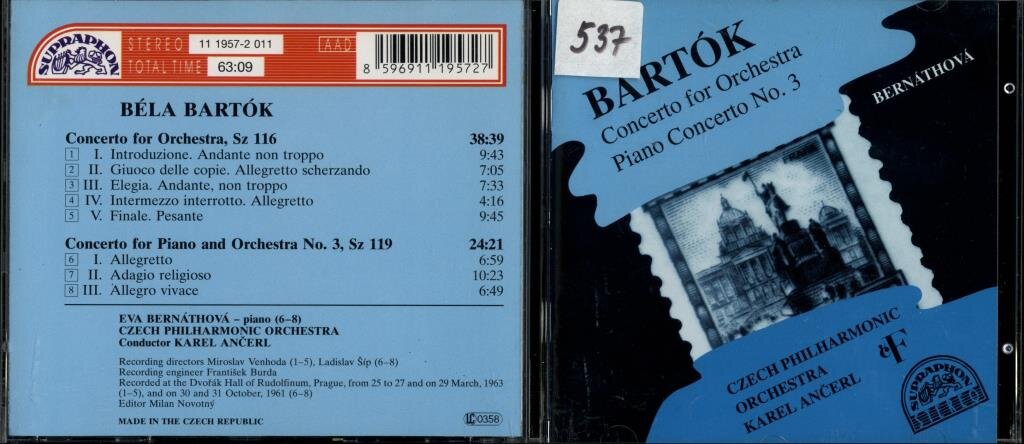 SUPRAPHON
STEREO 11 1957-2 011 AAD
TOTAL TIME 63:09
8 596911 195727
BÉLA BARTÓK
Concerto for Orchestra, Sz 116 38:39
1 I. Introduzione. Andante non troppo 9:43
2 II. Giuoco delle copie. Allegretto scherzando 7:05
3 III. Elegia. Andante, non troppo 7:33
4 IV. Intermezzo interrotto. Allegretto 4:16
5 V. Finale. Pesante 9:45
Concerto for Piano and Orchestra No. 3, Sz 119 24:21
6 I. Allegretto 6:59
7 II. Adagio religioso 10:23
8 III. Allegro vivace 6:49
EVA BERNÁTHOVÁ – piano (6–8)
CZECH PHILHARMONIC ORCHESTRA
Conductor KAREL ANČERL
Recording directors Miroslav Venhoda (1–5), Ladislav Šíp (6–8)
Recording engineer František Burda
Recorded at the Dvořák Hall of Rudolfinum, Prague, from 25 to 27 and on 29 March, 1963
(1–5), and on 30 and 31 October, 1961 (6–8)
Editor Milan Novotný
MADE IN THE CZECH REPUBLIC
LC 0358
537
BARTÓK
Concerto for Orchestra
Piano Concerto No. 3
BERNÁTHOVÁ
CZECH PHILHARMONIC
ORCHESTRA
KAREL ANČERL
SUPRAPHON